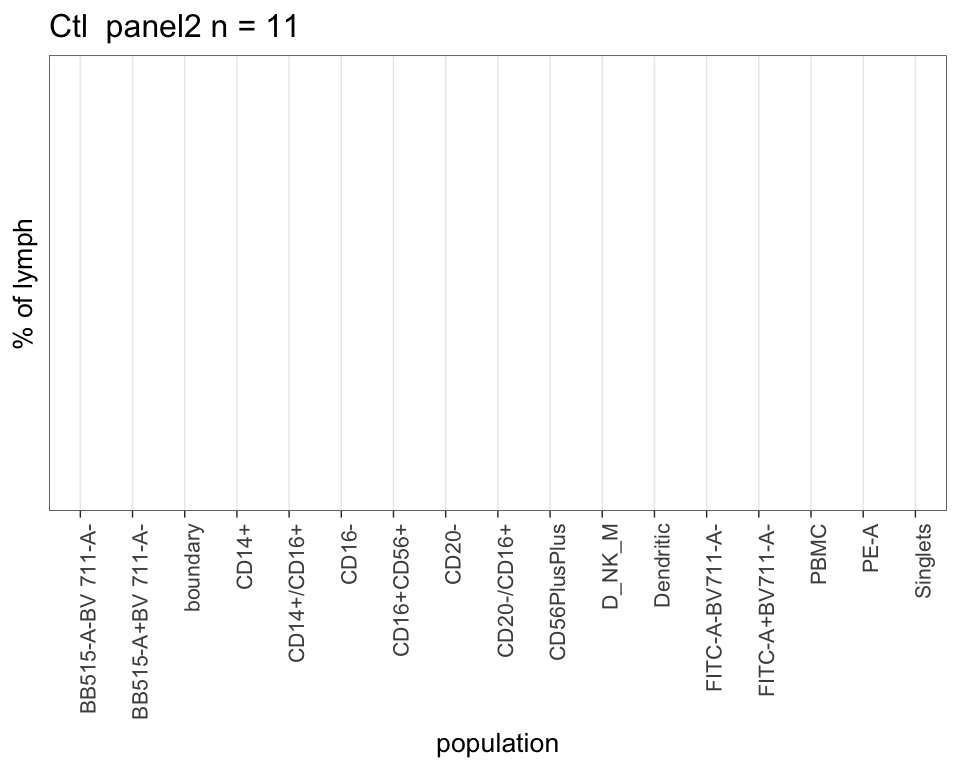 Ctl  panel2 n = 11
% of lymph
BB515-A-BV 711-A-
BB515-A+BV 711-A-
boundary
CD14+
CD14+/CD16+
CD16-
CD16+CD56+
CD20-
CD20-/CD16+
CD56PlusPlus
D_NK_M
Dendritic
FITC-A-BV711-A-
FITC-A+BV711-A-
PBMC
PE-A
Singlets
population